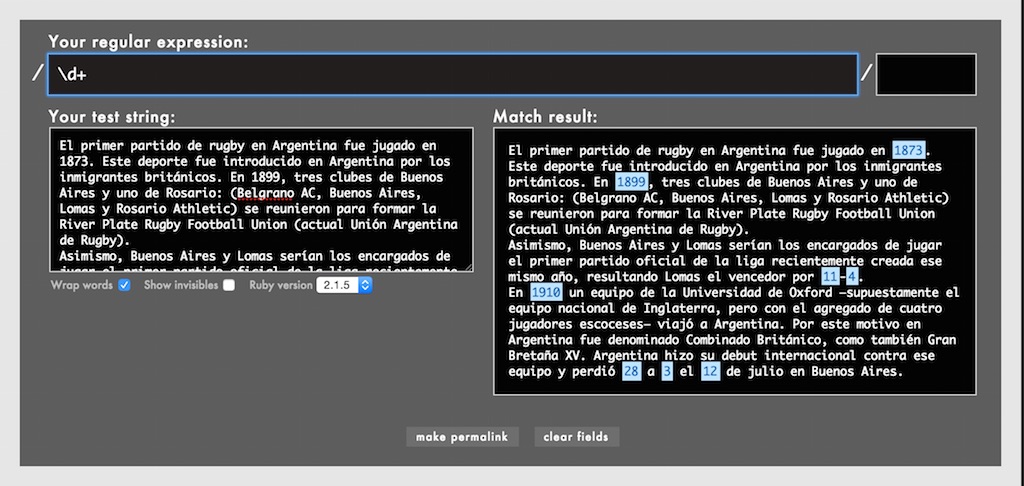 Your regular expression:
/ \d+ /
Your test string:
El primer partido de rugby en Argentina fue jugado en
1873. Este deporte fue introducido en Argentina por los
inmigrantes británicos. En 1899, tres clubes de Buenos
Aires y uno de Rosario: (Belgrano AC, Buenos Aires,
Lomas y Rosario Athletic) se reunieron para formar la
River Plate Rugby Football Union (actual Unión Argentina
de Rugby).
Asimismo, Buenos Aires y Lomas serían los encargados de
jugar el primer partido oficial de la liga recientemente
Wrap words Show invisibles Ruby version 2.1.5
Match result:
El primer partido de rugby en Argentina fue jugado en 1873.
Este deporte fue introducido en Argentina por los inmigrantes
británicos. En 1899, tres clubes de Buenos Aires y uno de
Rosario: (Belgrano AC, Buenos Aires, Lomas y Rosario Athletic)
se reunieron para formar la River Plate Rugby Football Union
(actual Unión Argentina de Rugby).
Asimismo, Buenos Aires y Lomas serían los encargados de jugar
el primer partido oficial de la liga recientemente creada ese
mismo año, resultando Lomas el vencedor por 11-4.
En 1910 un equipo de la Universidad de Oxford —supuestamente el
equipo nacional de Inglaterra, pero con el agregado de cuatro
jugadores escoceses— viajó a Argentina. Por este motivo en
Argentina fue denominado Combinado Británico, como también Gran
Bretaña XV. Argentina hizo su debut internacional contra ese
equipo y perdió 28 a 3 el 12 de julio en Buenos Aires.
make permalink
clear fields